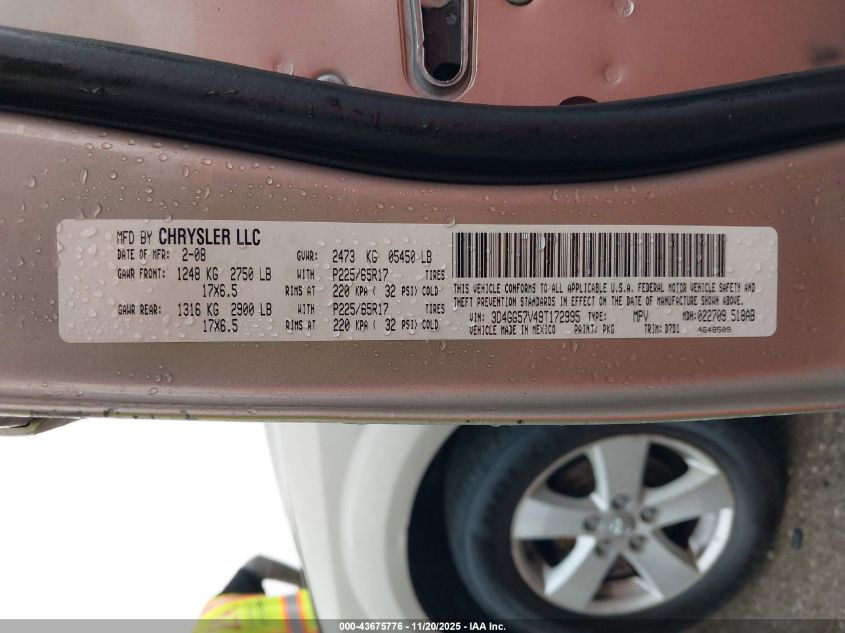 MFD BY CHRYSLER LLC
DATE OF MFR: 2-08 GVWR: 2473 KG 05450 LB
GAWR FRONT: 1248 KG 2750 LB WITH P225/65R17 TIRES
17X6.5 RIMS AT 220 KPA ( 32 PSI) COLD
GAWR REAR: 1316 KG 2900 LB WITH P225/65R17 TIRES
17X6.5 RIMS AT 220 KPA ( 32 PSI) COLD
THIS VEHICLE CONFORMS TO ALL APPLICABLE U.S.A. FEDERAL MOTOR VEHICLE SAFETY AND
THEFT PREVENTION STANDARDS IN EFFECT ON THE DATE OF MANUFACTURE SHOWN ABOVE.
VIN: 3D4GG57V49T172995 TYPE: MPV MDH: 022709 518AB
VEHICLE MADE IN MEXICO PAINT: PKG TRIM: D7D1 4648509
000-43675776 - 11/20/2025 - IAA Inc.